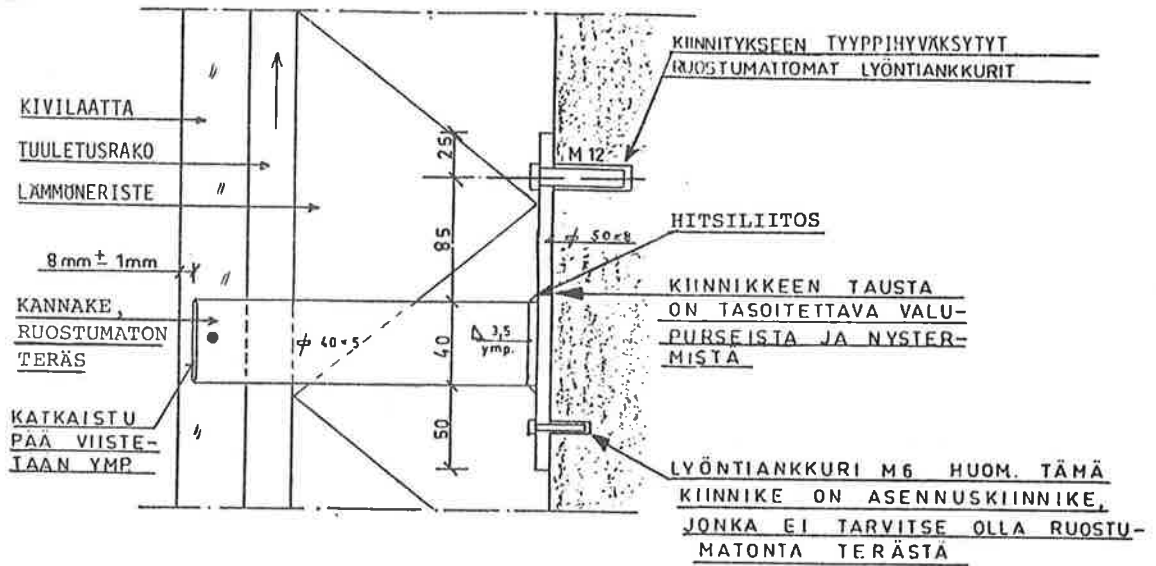 KIINNITYKSEEN TYYPPIHYVÄKSYTYT
RUOSTUMATTOMAT LYÖNTIANKKURIT
KIVILAATTA
TUULETUSRAKO
LÄMMÖNERISTE
25
M 12
85
HITSILIITOS
ϕ 50×8
8 mm ± 1mm
KIINNIKKEEN TAUSTA
ON TASOITETTAVA VALU-
PURSEISTA JA NYSTER-
MISTÄ
KANNAKE,
RUOSTUMATON
TERÄS
ϕ 40×5
3,5
ymp.
40
KATKAISTU
PÄÄ VIISTE-
TÄÄN YMP.
50
LYÖNTIANKKURI M6 HUOM. TÄMÄ
KIINNIKE ON ASENNUSKIINNIKE,
JONKA EI TARVITSE OLLA RUOSTU-
MATONTA TERÄSTÄ